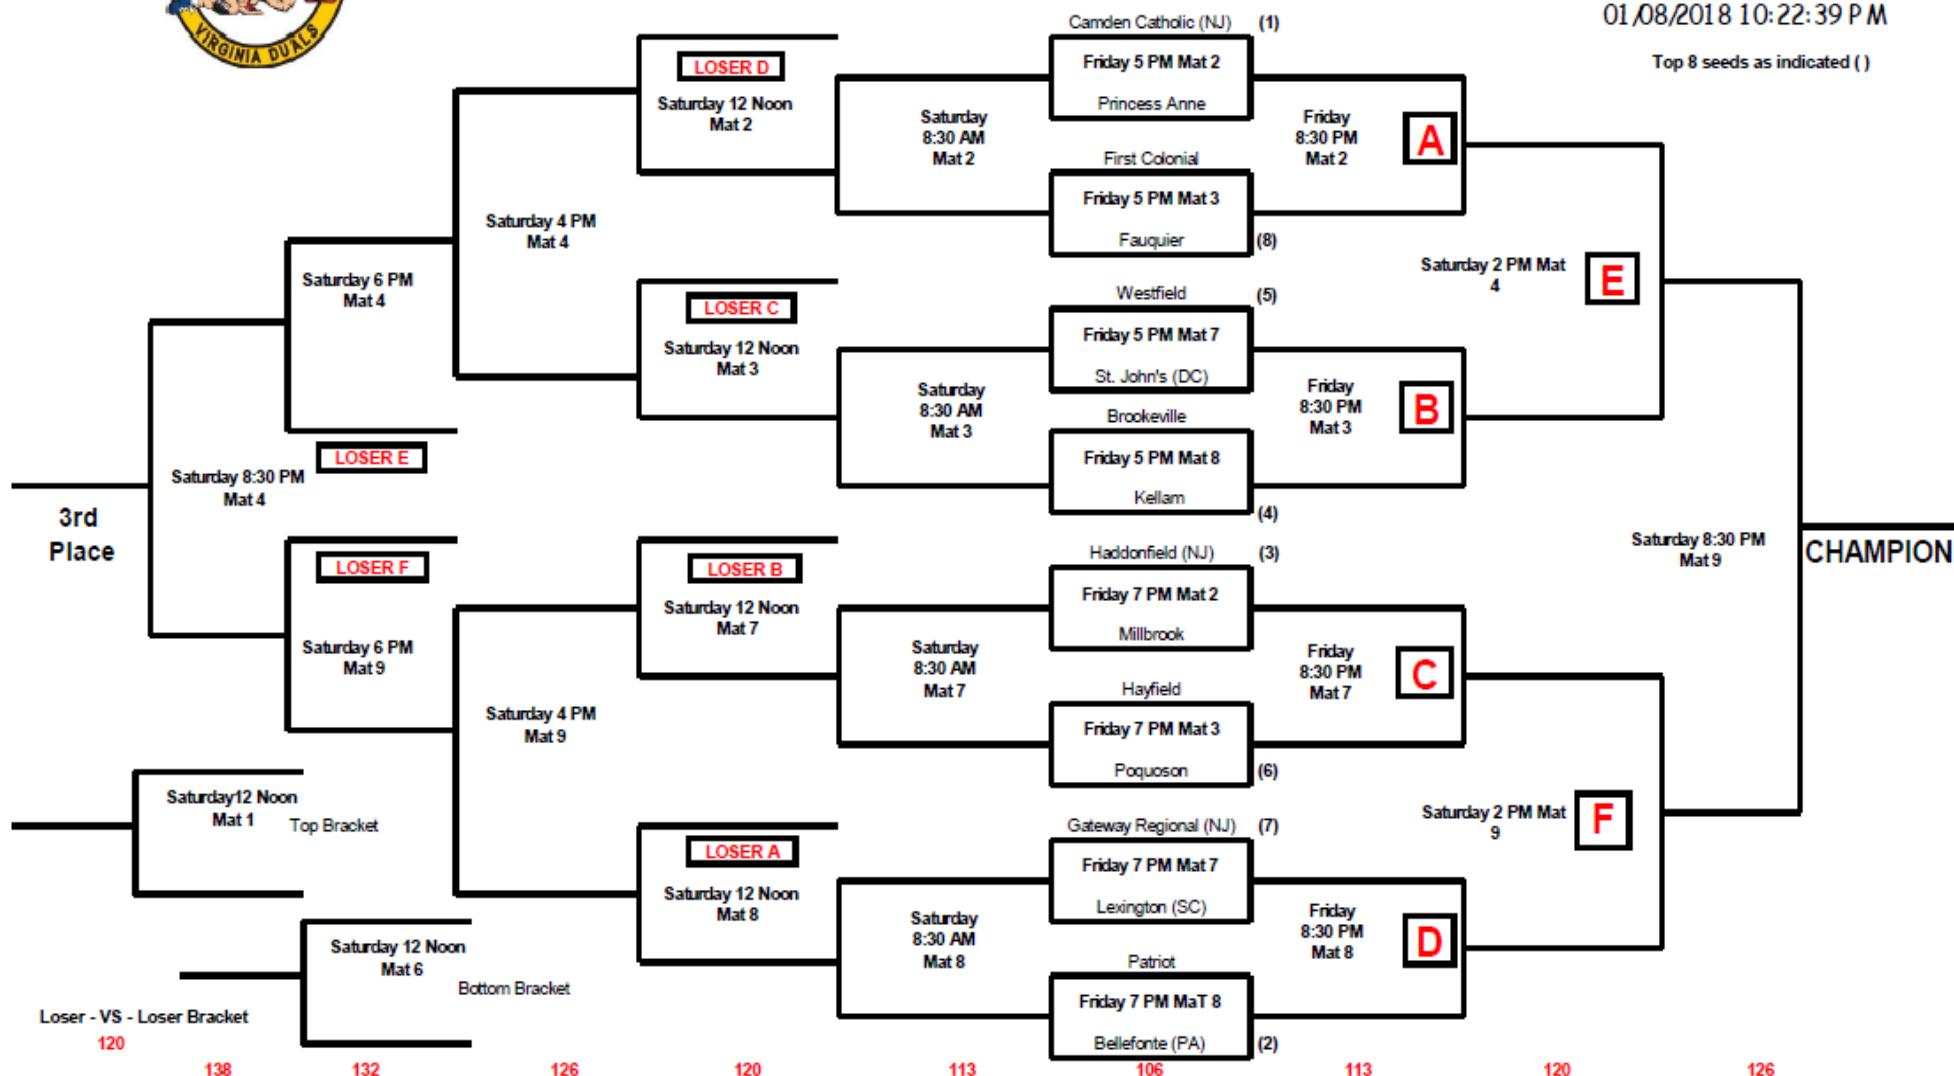 VIRGINIA DUALS
01/08/2018 10:22:39 PM
Top 8 seeds as indicated ( )
Camden Catholic (NJ) (1)
Friday 5 PM Mat 2
Princess Anne
First Colonial
Friday 5 PM Mat 3
Fauquier (8)
Westfield (5)
Friday 5 PM Mat 7
St. John's (DC)
Brookeville
Friday 5 PM Mat 8
Kellam
(4)
Haddonfield (NJ) (3)
Friday 7 PM Mat 2
Millbrook
Hayfield
Friday 7 PM Mat 3
Poquoson (6)
Gateway Regional (NJ) (7)
Friday 7 PM Mat 7
Lexington (SC)
Patriot
Friday 7 PM MaT 8
Bellefonte (PA) (2)
Friday
8:30 PM
Mat 2
A
Friday
8:30 PM
Mat 3
B
Friday
8:30 PM
Mat 7
C
Friday
8:30 PM
Mat 8
D
Saturday 2 PM Mat
4
E
Saturday 2 PM Mat
9
F
Saturday 8:30 PM
Mat 9
CHAMPION
Saturday
8:30 AM
Mat 2
Saturday
8:30 AM
Mat 3
Saturday
8:30 AM
Mat 7
Saturday
8:30 AM
Mat 8
LOSER D
Saturday 12 Noon
Mat 2
LOSER C
Saturday 12 Noon
Mat 3
LOSER B
Saturday 12 Noon
Mat 7
LOSER A
Saturday 12 Noon
Mat 8
Saturday 4 PM
Mat 4
Saturday 4 PM
Mat 9
Saturday 6 PM
Mat 4
LOSER E
LOSER F
Saturday 6 PM
Mat 9
Saturday 8:30 PM
Mat 4
3rd
Place
Saturday12 Noon
Mat 1
Top Bracket
Saturday 12 Noon
Mat 6
Bottom Bracket
Loser - VS - Loser Bracket
120
138 132 126 120 113 106 113 120 126